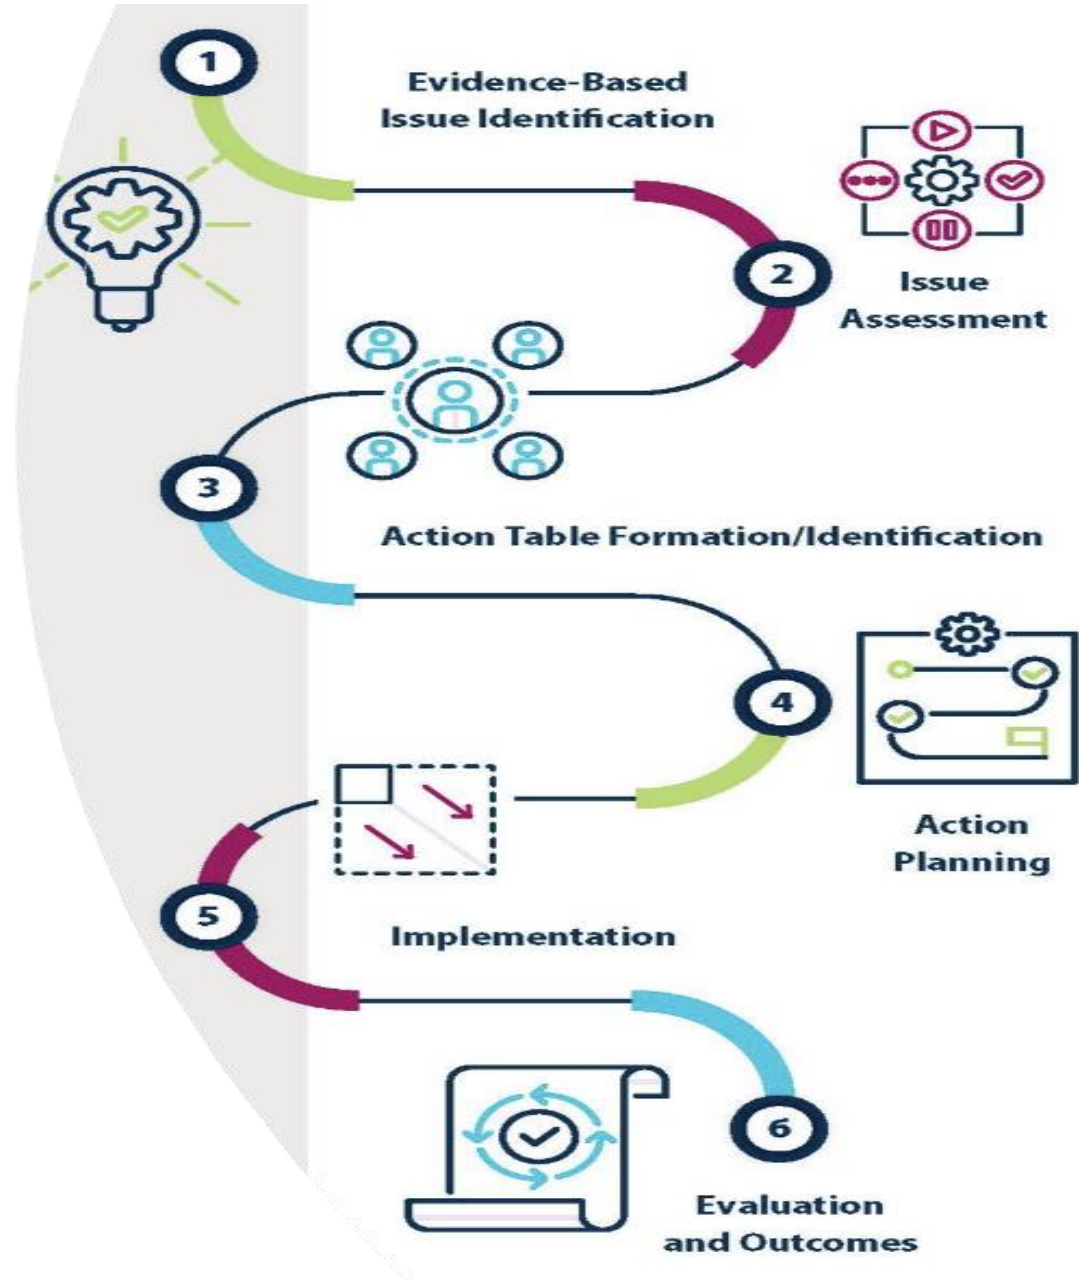 1
Evidence-Based
Issue Identification
2
Issue
Assessment
3
Action Table Formation/Identification
4
Action
Planning
5
Implementation
6
Evaluation
and Outcomes